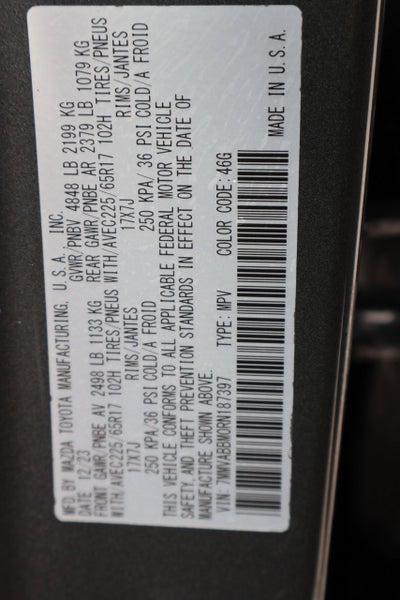 MFG BY MAZDA TOYOTA MANUFACTURING, U.S.A., INC.
DATE 12/23 GVWR/PNBV 4848 LB 2199 KG
FRONT GAWR/PNBE AV 2498 LB 1133 KG REAR GAWR/PNBE AR 2379 LB 1079 KG
WITH/AVEC225/65R17 102H TIRES/PNEUS WITH/AVEC225/65R17 102H TIRES/PNEUS
17X7J RIMS/JANTES 17X7J RIMS/JANTES
250 KPA/36 PSI COLD/A FROID 250 KPA/ 36 PSI COLD/A FROID
THIS VEHICLE CONFORMS TO ALL APPLICABLE FEDERAL MOTOR VEHICLE
SAFETY, AND THEFT PREVENTION STANDARDS IN EFFECT ON THE DATE OF
MANUFACTURE SHOWN ABOVE.
VIN: 7MMVABBM0RN187397 TYPE: MPV COLOR CODE: 46G
MADE IN U.S.A.